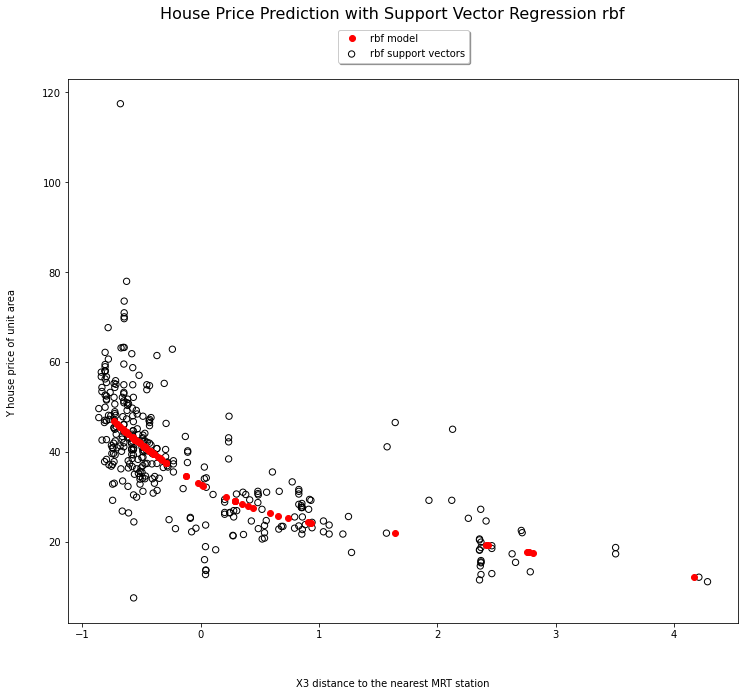 House Price Prediction with Support Vector Regression rbf
rbf model
rbf support vectors
120
100
80
60
40
20
Y house price of unit area
−1
0
1
2
3
4
X3 distance to the nearest MRT station